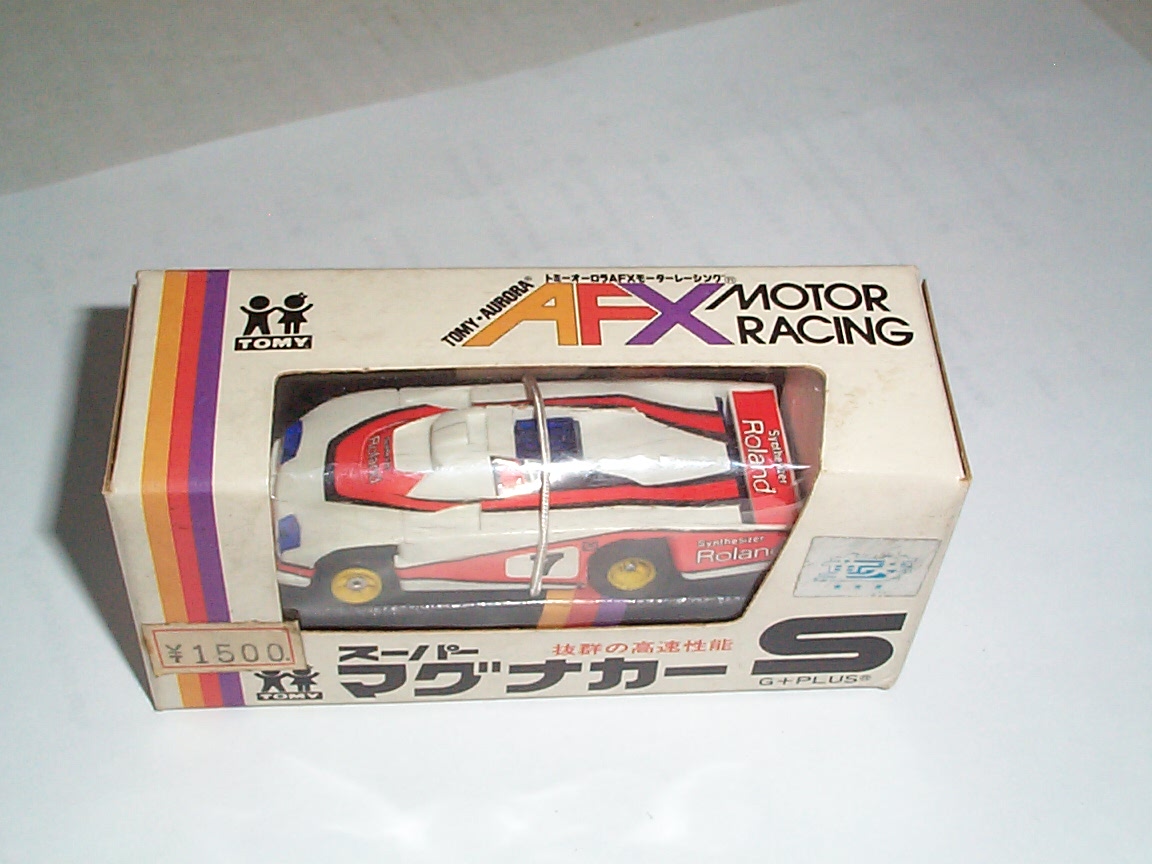 トミーオーロラAFXモーターレーシング®
TOMY・AURORA®
AFX MOTOR
RACING
TOMY
Synthesizer
Roland
Roland
Synthesizer
Rolan
7
¥1500
TOMY
スーパー
マグナカー
抜群の高速性能
S
G+PLUS®